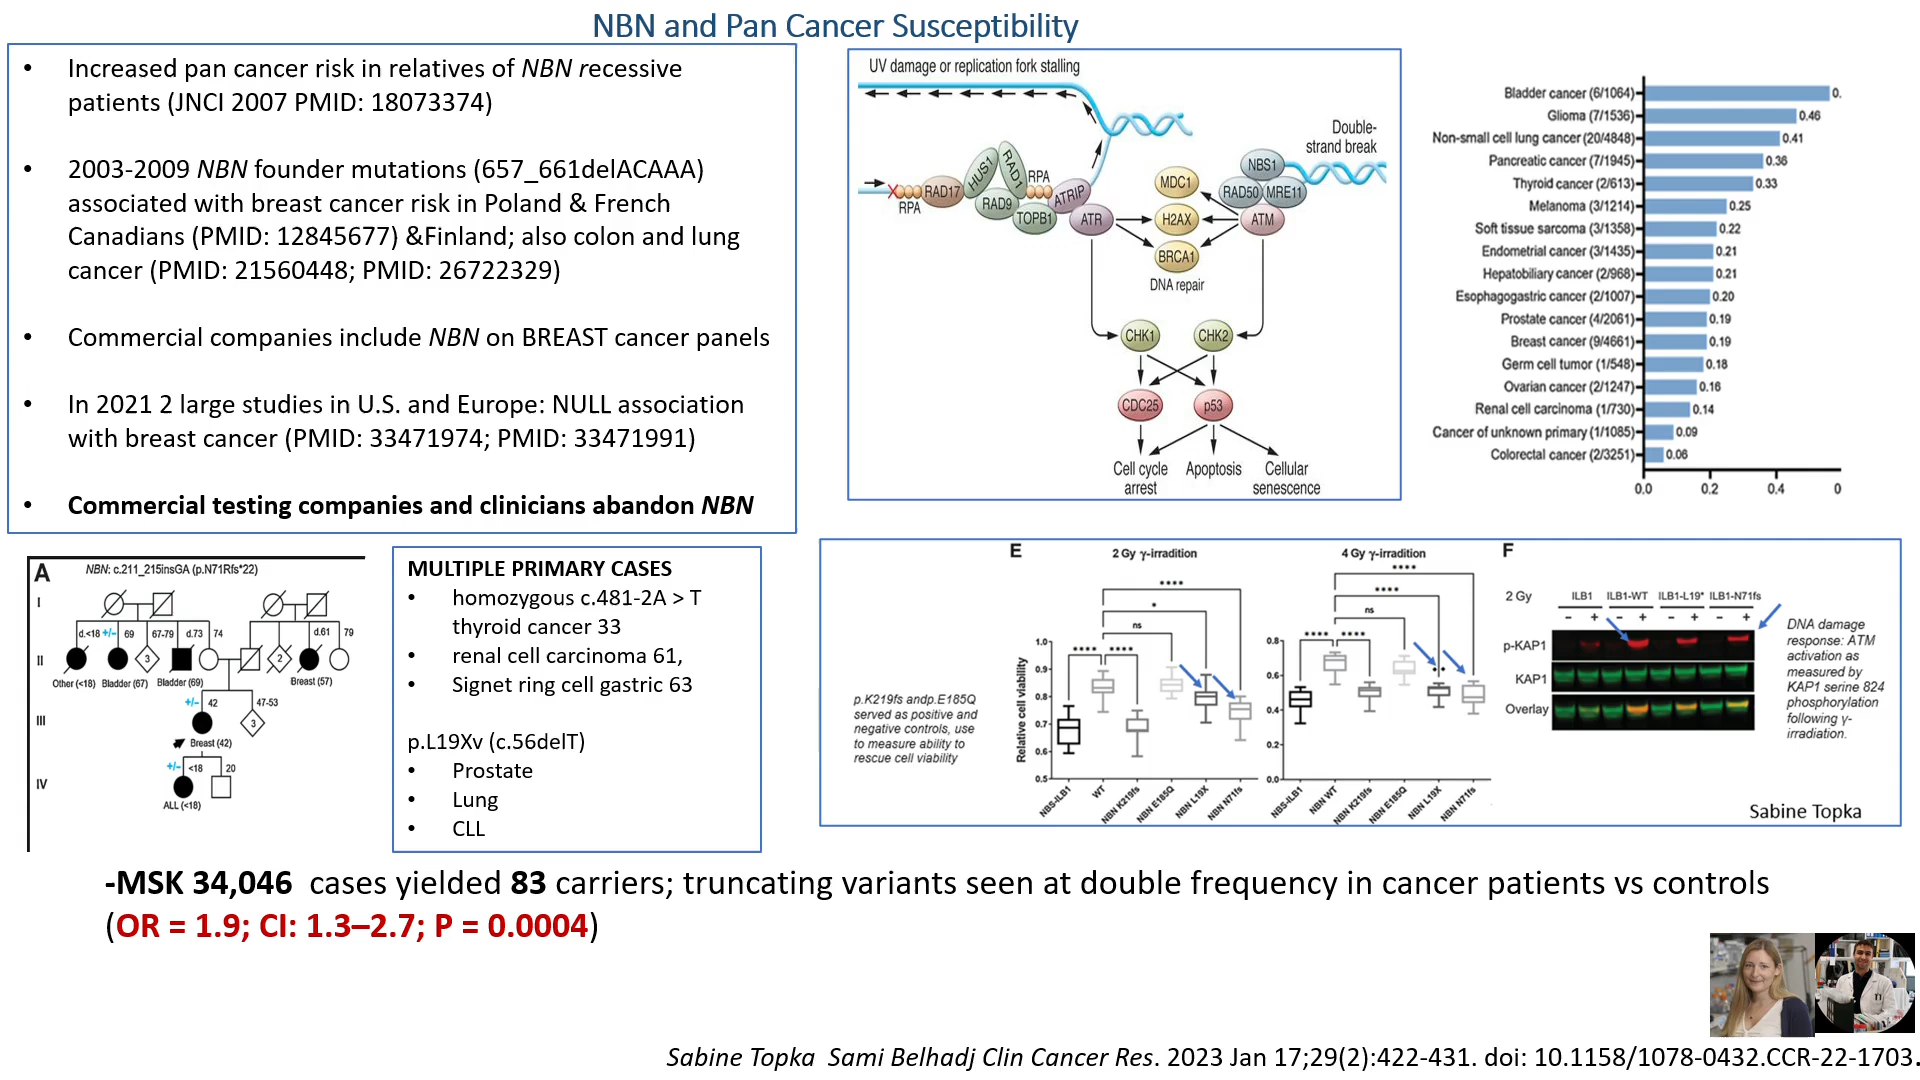 NBN and Pan Cancer Susceptibility
• Increased pan cancer risk in relatives of NBN recessive
patients (JNCI 2007 PMID: 18073374)
• 2003-2009 NBN founder mutations (657_661delACAAA)
associated with breast cancer risk in Poland & French
Canadians (PMID: 12845677) &Finland; also colon and lung
cancer (PMID: 21560448; PMID: 26722329)
• Commercial companies include NBN on BREAST cancer panels
• In 2021 2 large studies in U.S. and Europe: NULL association
with breast cancer (PMID: 33471974; PMID: 33471991)
• Commercial testing companies and clinicians abandon NBN
UV damage or replication fork stalling
Double-
strand break
RPA
RAD17
HUS1
RAD1
RAD9
RPA
TOPB1
ATRIP
ATR
MDC1
H2AX
BRCA1
DNA repair
NBS1
RAD50
MRE11
ATM
CHK1
CHK2
CDC25
p53
Cell cycle
arrest
Apoptosis
Cellular
senescence
Bladder cancer (6/1064) 0.
Glioma (7/1536) 0.46
Non-small cell lung cancer (20/4848) 0.41
Pancreatic cancer (7/1945) 0.36
Thyroid cancer (2/613) 0.33
Melanoma (3/1214) 0.25
Soft tissue sarcoma (3/1358) 0.22
Endometrial cancer (3/1435) 0.21
Hepatobiliary cancer (2/968) 0.21
Esophagogastric cancer (2/1007) 0.20
Prostate cancer (4/2061) 0.19
Breast cancer (9/4661) 0.19
Germ cell tumor (1/548) 0.18
Ovarian cancer (2/1247) 0.16
Renal cell carcinoma (1/730) 0.14
Cancer of unknown primary (1/1085) 0.09
Colorectal cancer (2/3251) 0.06
0.0 0.2 0.4 0
A
NBN: c.211_215insGA (p.N71Rfs*22)
I
d.<18 +/- 69 67-79 d.73 74 d.61 79
II 3 2
Other (<18) Bladder (67) Bladder (69) Breast (57)
+/- 42 47-53
III 3
Breast (42)
+/- <18 20
IV
ALL (<18)
MULTIPLE PRIMARY CASES
• homozygous c.481-2A > T
thyroid cancer 33
• renal cell carcinoma 61,
• Signet ring cell gastric 63
p.L19Xv (c.56delT)
• Prostate
• Lung
• CLL
p.K219fs andp.E185Q
served as positive and
negative controls, use
to measure ability to
rescue cell viability
E
2 Gy γ-irradition
****
*
ns
**** ****
Relative cell viability
1.0
0.9
0.8
0.7
0.6
0.5
NBS-ILB1 WT NBN K219fs NBN E185Q NBN L19X NBN N71fs
4 Gy γ-irradition
****
****
ns
**** ****
0.8
0.6
0.4
0.2
0.0
NBS-ILB1 NBN WT NBN K219fs NBN E185Q NBN L19X NBN N71fs
F
2 Gy
ILB1 ILB1-WT ILB1-L19* ILB1-N71fs
– + – + – + – +
p-KAP1
KAP1
Overlay
DNA damage
response: ATM
activation as
measured by
KAP1 serine 824
phosphorylation
following γ-
irradiation.
Sabine Topka
-MSK 34,046 cases yielded 83 carriers; truncating variants seen at double frequency in cancer patients vs controls
(OR = 1.9; CI: 1.3–2.7; P = 0.0004)
Sabine Topka Sami Belhadj Clin Cancer Res. 2023 Jan 17;29(2):422-431. doi: 10.1158/1078-0432.CCR-22-1703.